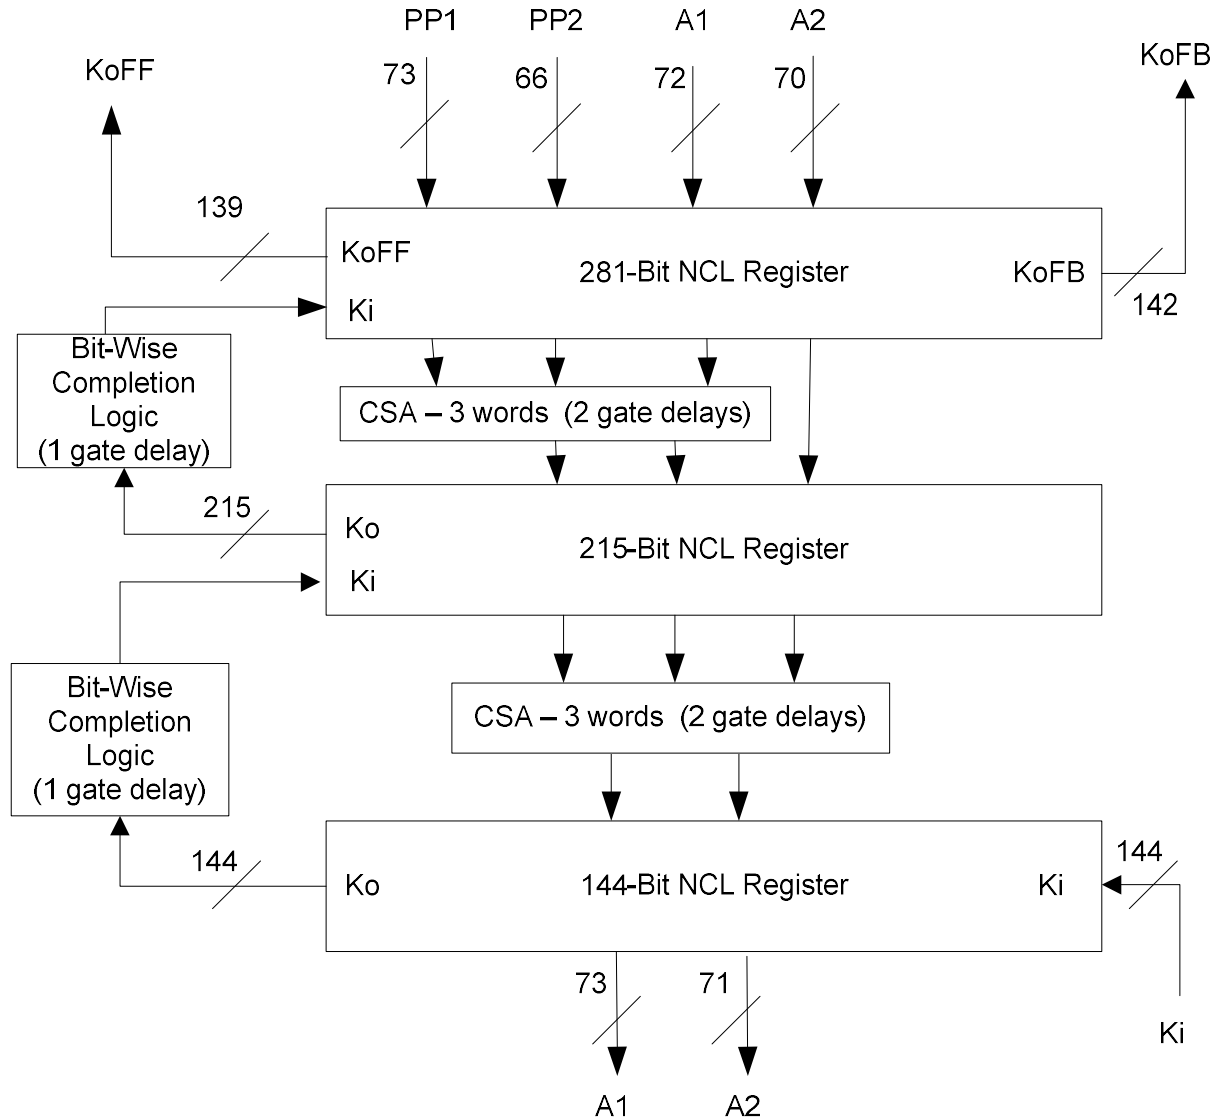 PP1
PP2
A1
A2
KoFF
KoFB
73
66
72
70
139
KoFF
281-Bit NCL Register
KoFB
Ki
142
Bit-Wise
Completion
Logic
(1 gate delay)
CSA – 3 words (2 gate delays)
215
Ko
215-Bit NCL Register
Ki
Bit-Wise
Completion
Logic
(1 gate delay)
CSA – 3 words (2 gate delays)
144
Ko
144-Bit NCL Register
Ki
144
73
71
Ki
A1
A2